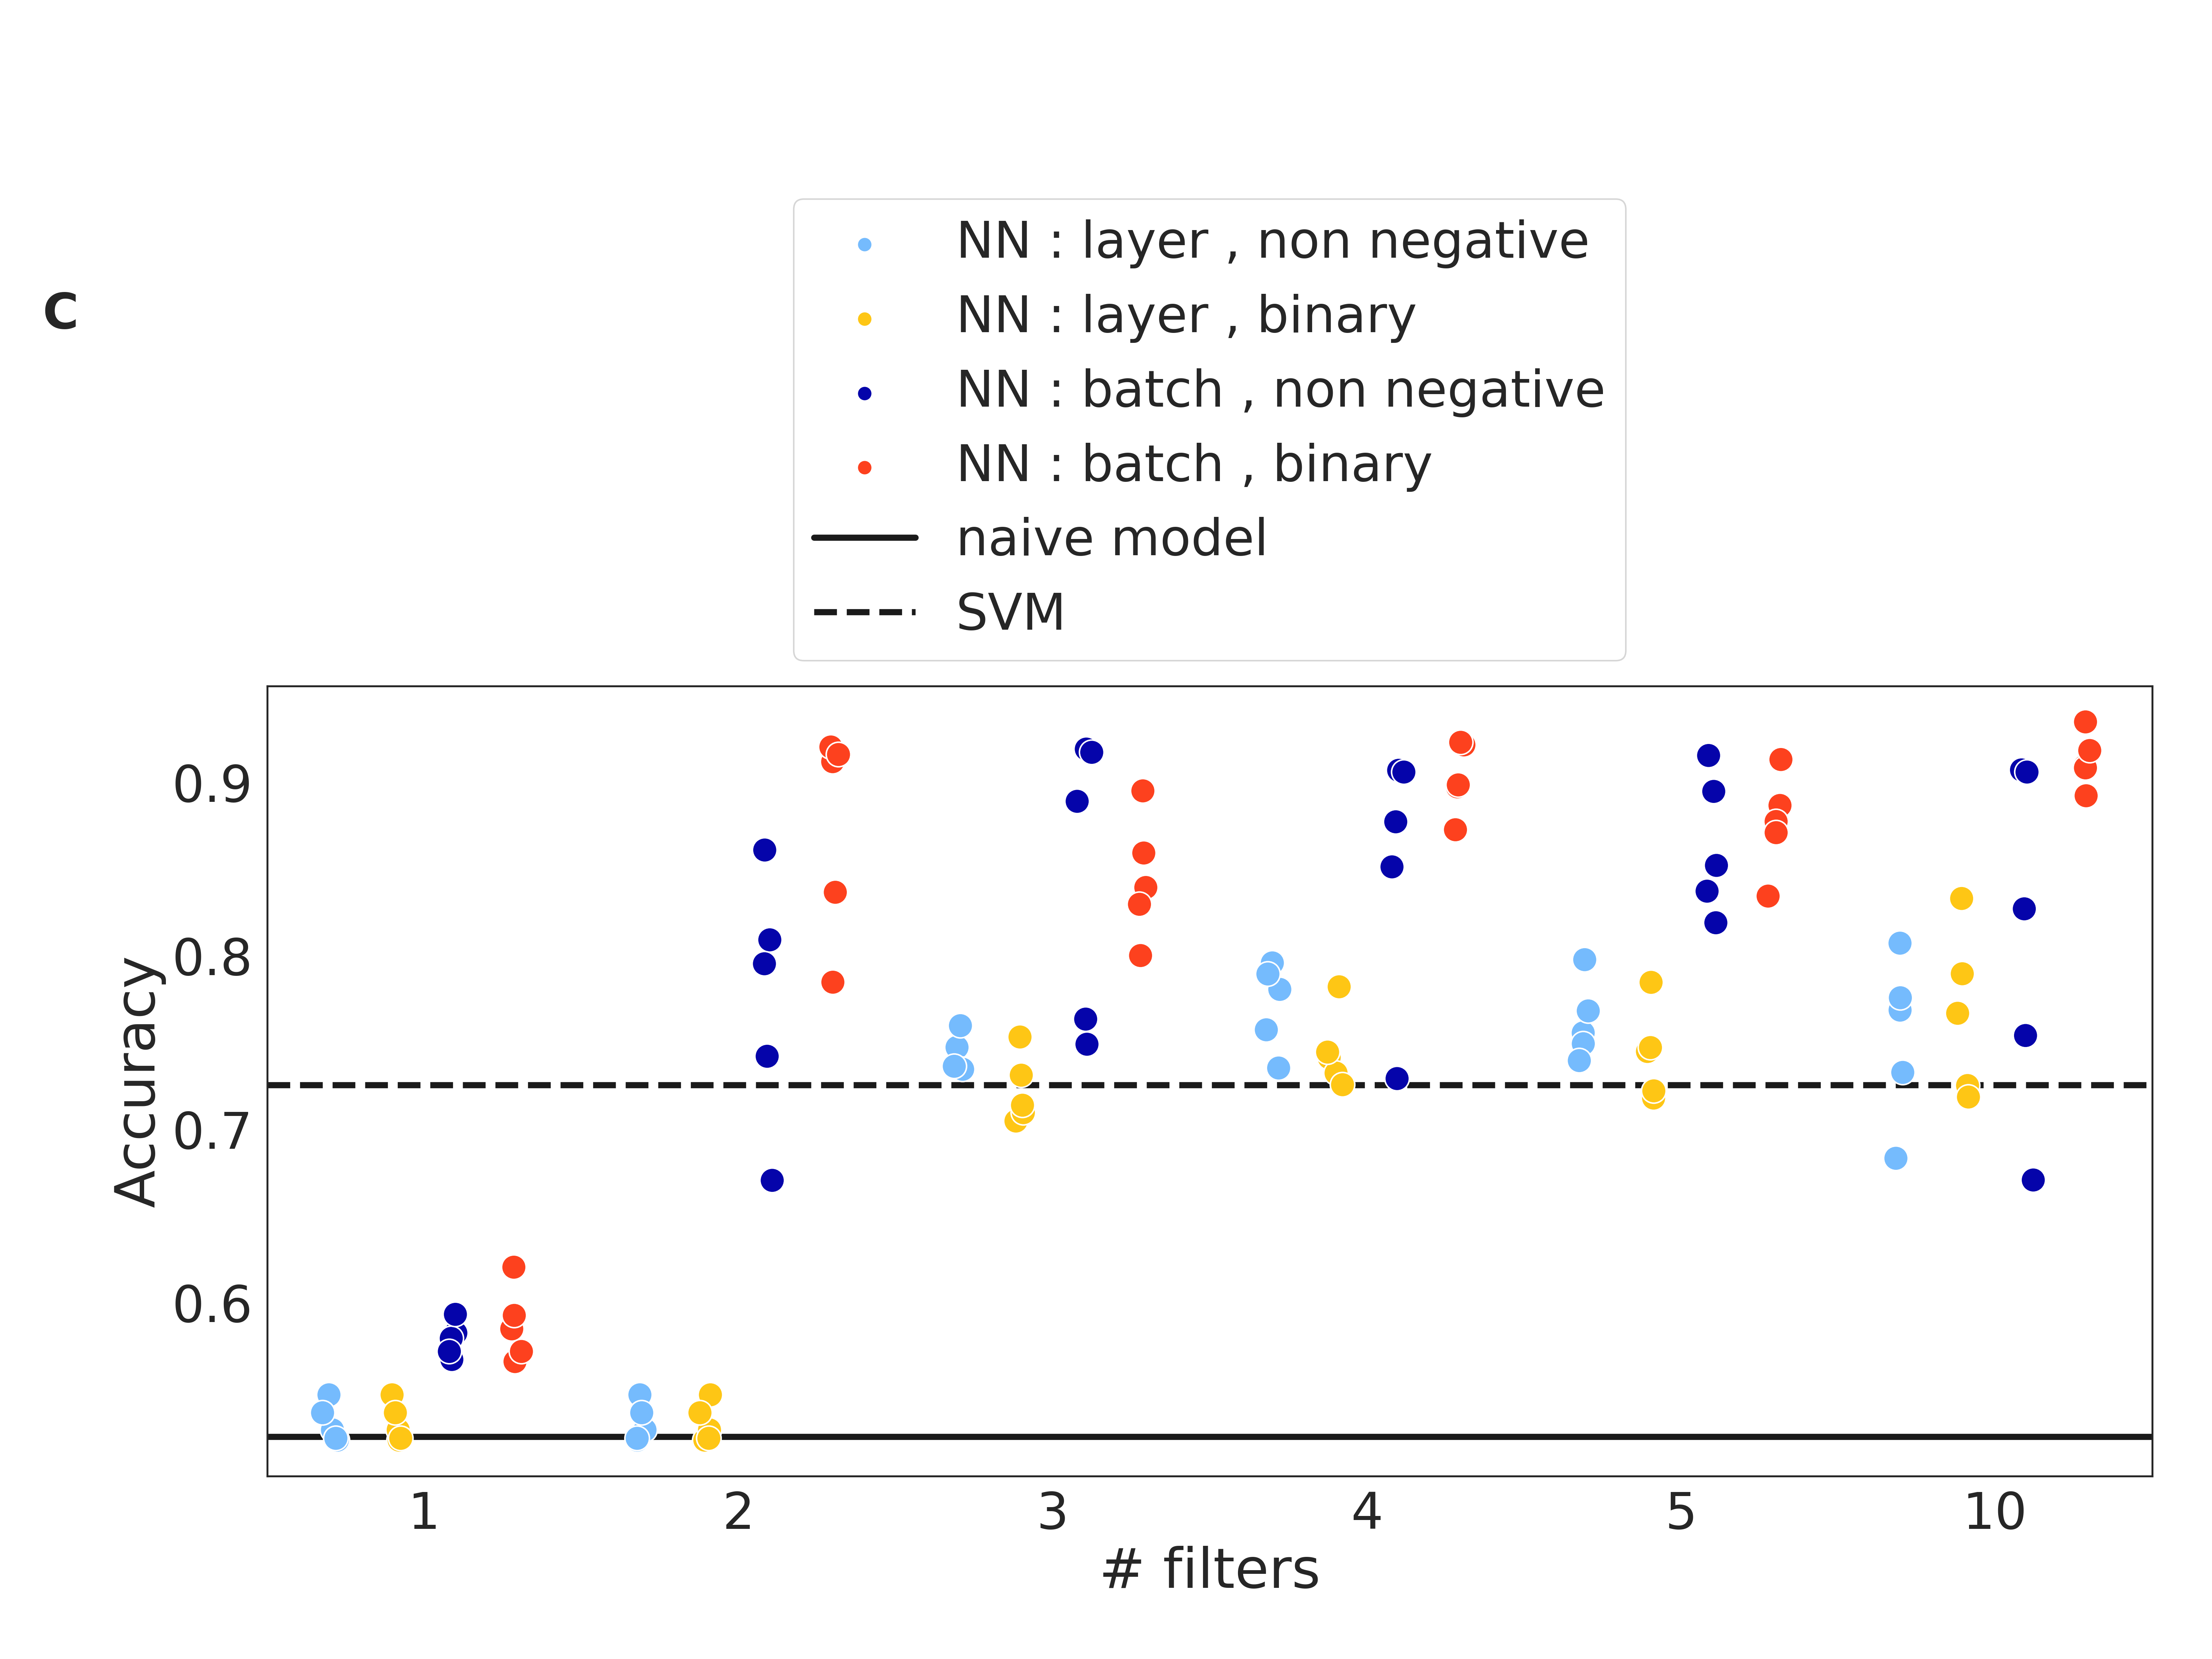 C
NN : layer , non negative
NN : layer , binary
NN : batch , non negative
NN : batch , binary
naive model
SVM
Accuracy
0.9
0.8
0.7
0.6
1 2 3 4 5 10
# filters